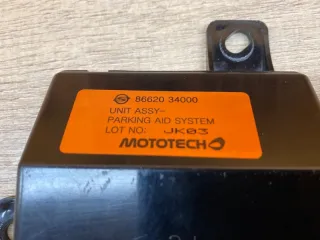 86620 34000
UNIT ASSY-
PARKING AID SYSTEM
LOT NO: JK03
MOTOTECH